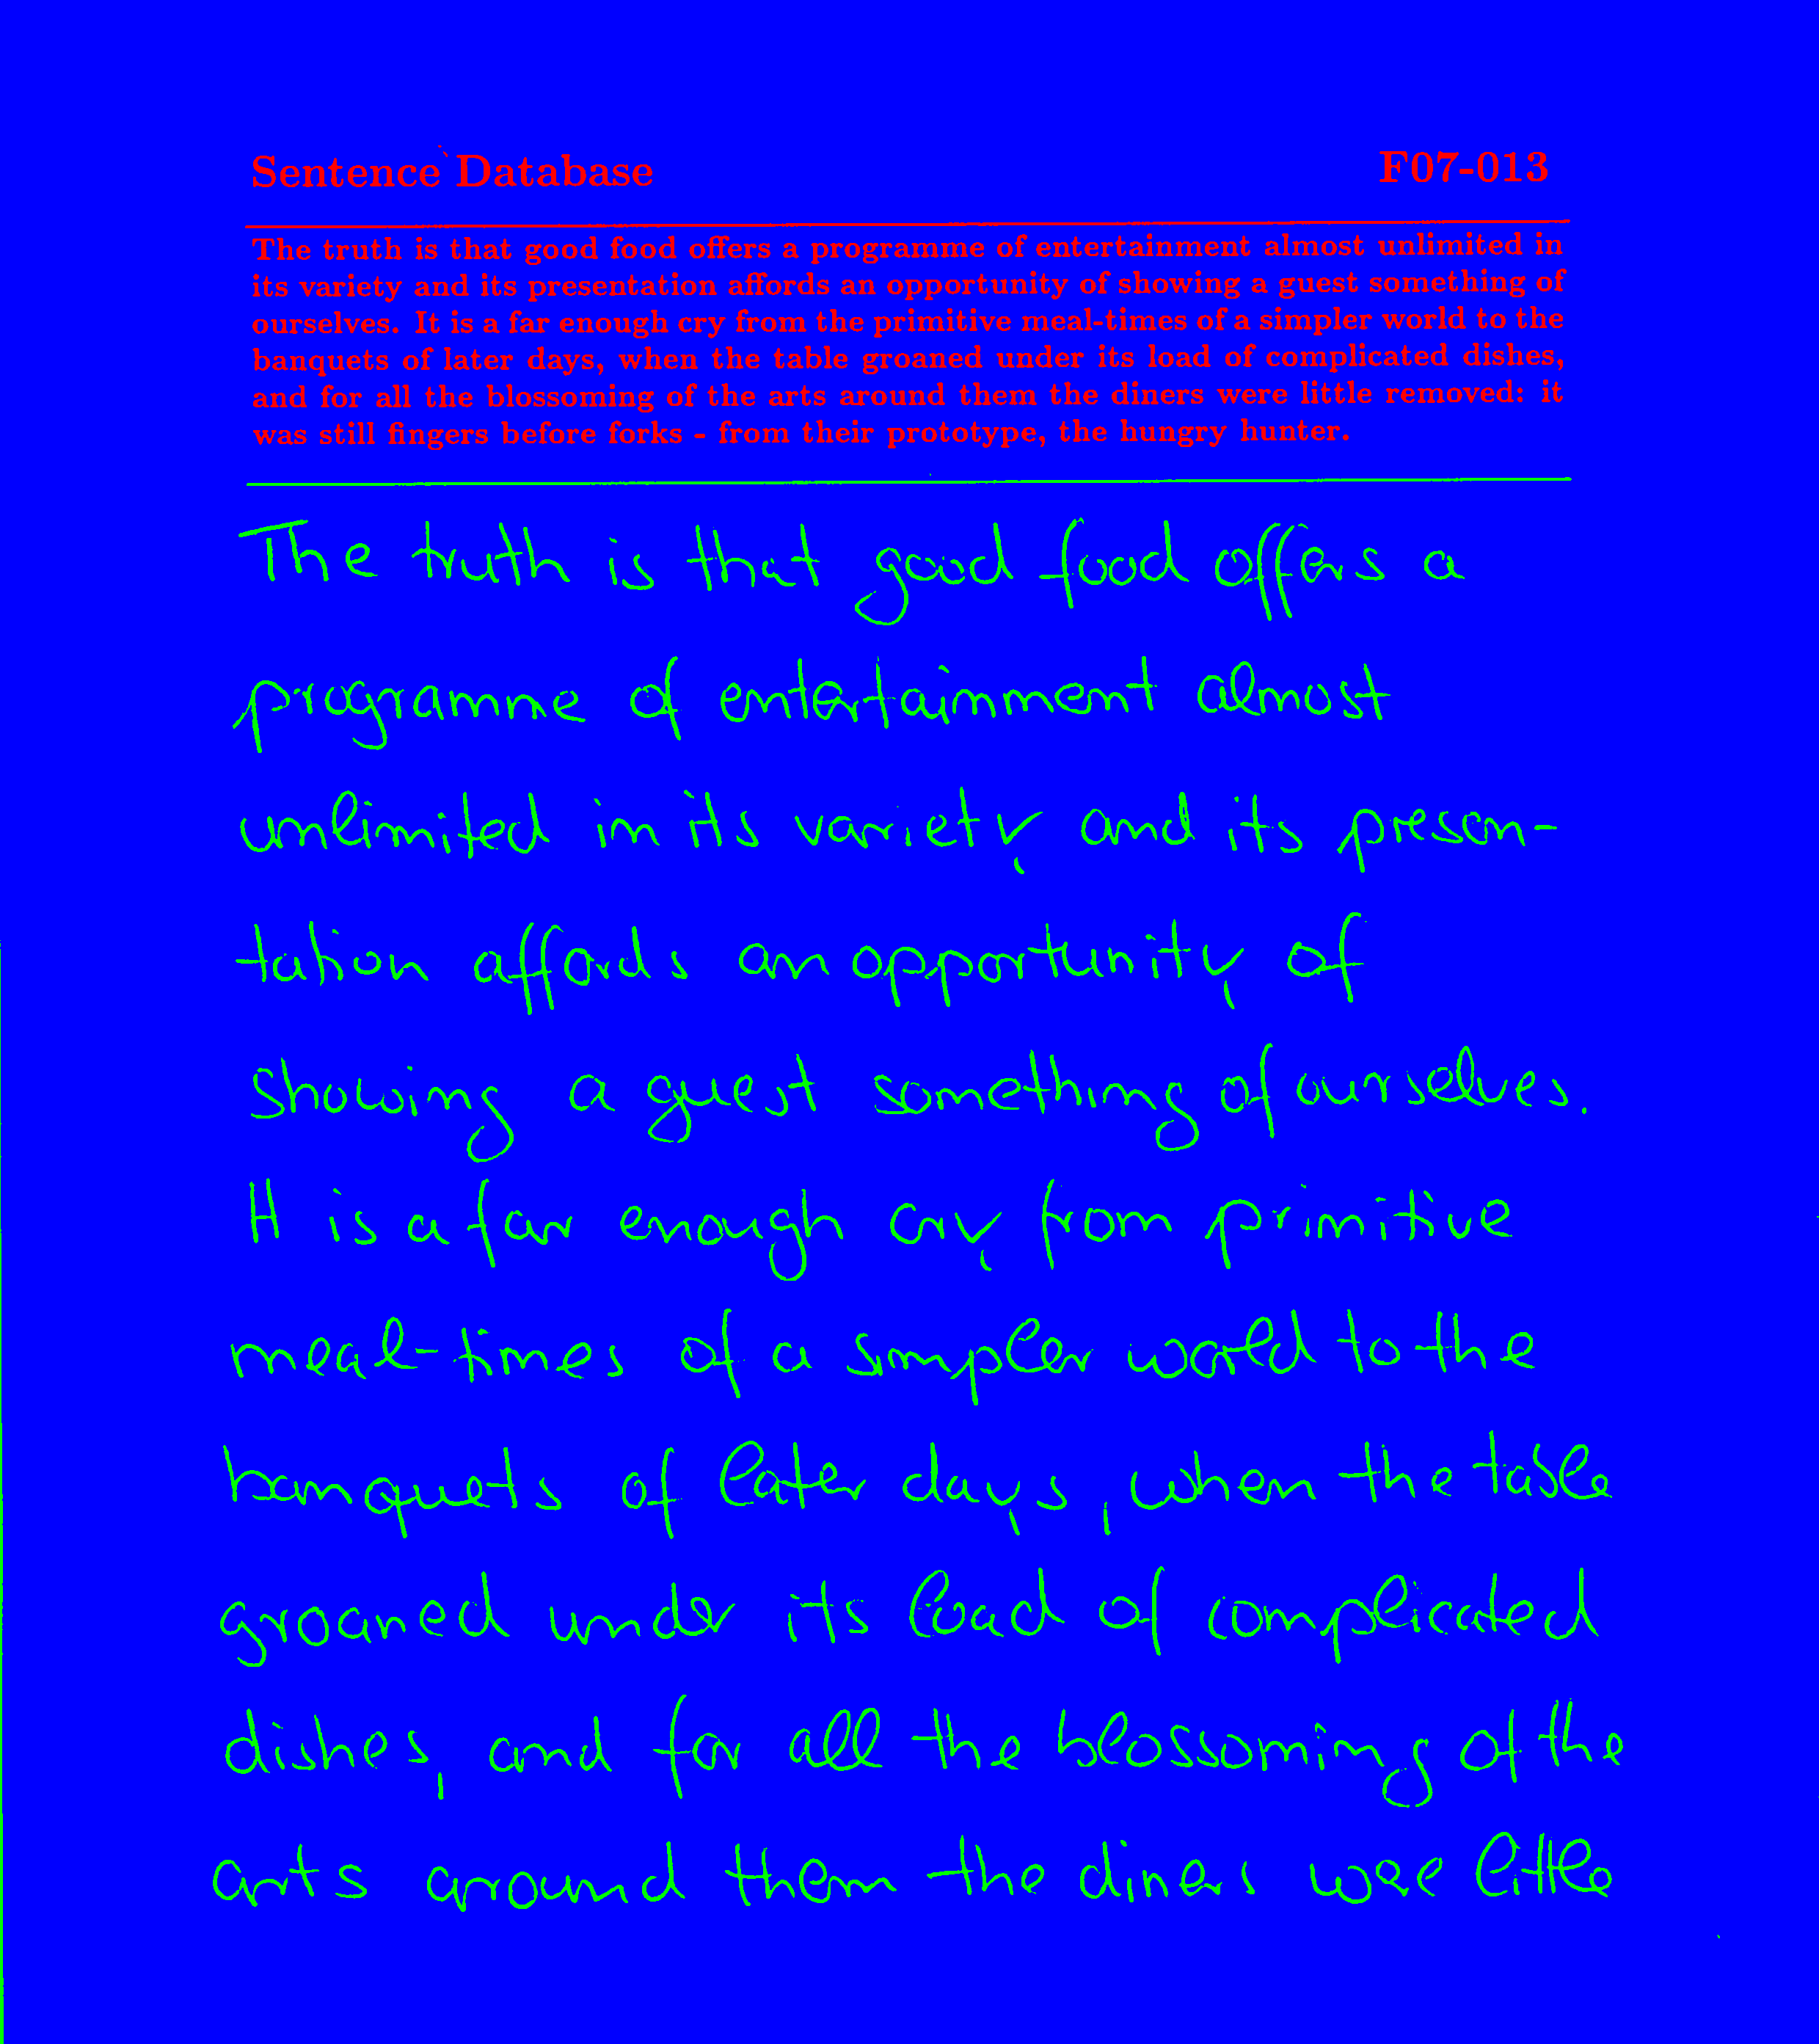 Sentence Database F07-013
The truth is that good food offers a programme of entertainment almost unlimited in
its variety and its presentation affords an opportunity of showing a guest something of
ourselves. It is a far enough cry from the primitive meal-times of a simpler world to the
banquets of later days, when the table groaned under its load of complicated dishes,
and for all the blossoming of the arts around them the diners were little removed: it
was still fingers before forks - from their prototype, the hungry hunter.
The truth is that good food offers a
programme of entertainment almost
unlimited in its variety and its presen-
tation affords an opportunity of
showing a guest something of ourselves.
It is a far enough cry from primitive
meal-times of a simpler world to the
banquets of later days, when the table
groaned under its load of complicated
dishes, and for all the blossoming of the
arts around them the diners were little